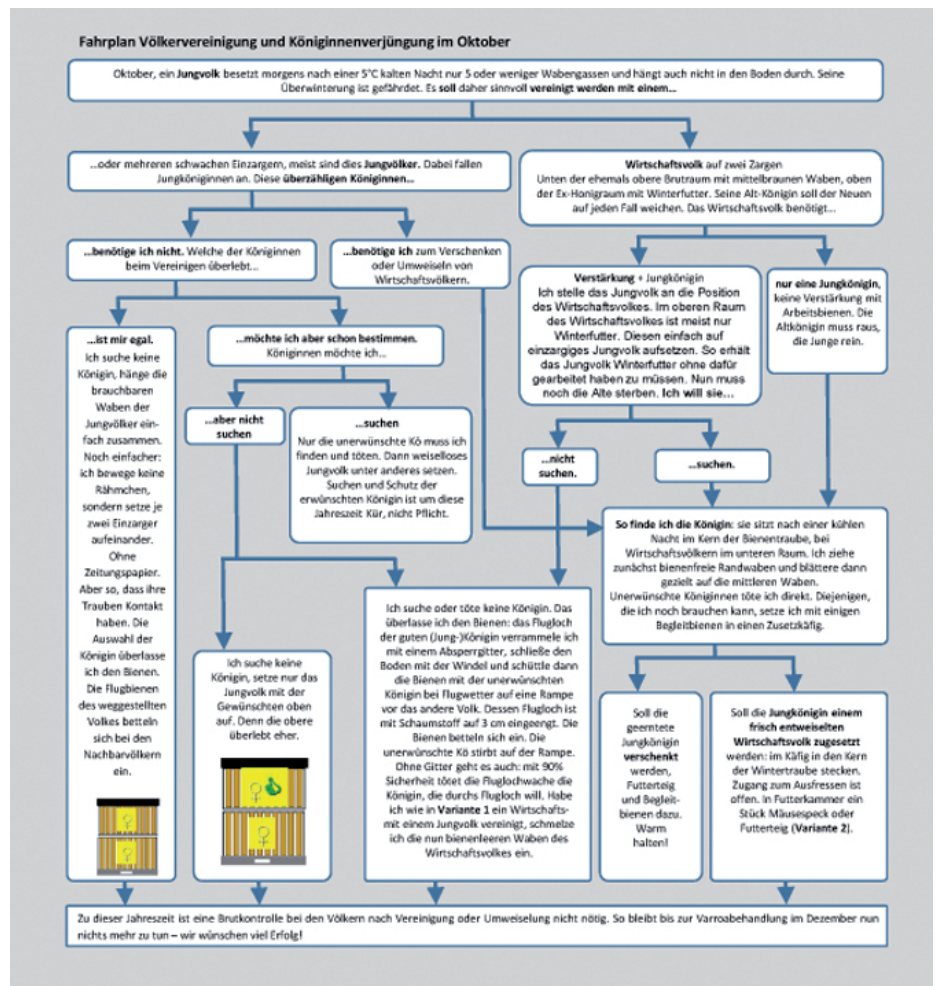 Fahrplan Völkervereinigung und Königinnenverjüngung im Oktober
Oktober, ein Jungvolk besetzt morgens nach einer 5°C kalten Nacht nur 5 oder weniger Wabengassen und hängt auch nicht in den Boden durch. Seine
Überwinterung ist gefährdet. Es soll daher sinnvoll vereinigt werden mit einem...
...oder mehreren schwachen Einzargern, meist sind dies Jungvölker. Dabei fallen
Jungköniginnen an. Diese überzähligen Königinnen...
Wirtschaftsvolk auf zwei Zargen
Unten der ehemals obere Brutraum mit mittelbraunen Waben, oben
der Ex-Honigraum mit Winterfutter. Seine Alt-Königin soll der Neuen
auf jeden Fall weichen. Das Wirtschaftsvolk benötigt...
...benötige ich nicht. Welche der Königinnen
beim Vereinigen überlebt...
...benötige ich zum Verschenken
oder Umweiseln von
Wirtschaftsvölkern.
Verstärkung + Jungkönigin
Ich stelle das Jungvolk an die Position
des Wirtschaftsvolkes. Im oberen Raum
des Wirtschaftsvolkes ist meist nur
Winterfutter. Diesen einfach auf
einzargiges Jungvolk aufsetzen. So erhält
das Jungvolk Winterfutter ohne dafür
gearbeitet haben zu müssen. Nun muss
noch die Alte sterben. Ich will sie...
nur eine Jungkönigin,
keine Verstärkung mit
Arbeitsbienen. Die
Altkönigin muss raus,
die Junge rein.
...ist mir egal.
Ich suche keine
Königin, hänge die
brauchbaren
Waben der
Jungvölker ein-
fach zusammen.
Noch einfacher:
ich bewege keine
Rähmchen,
sondern setze je
zwei Einzarger
aufeinander.
Ohne
Zeitungspapier.
Aber so, dass ihre
Trauben Kontakt
haben. Die
Auswahl der
Königin überlasse
ich den Bienen.
Die Flugbienen
des weggestellten
Volkes betteln
sich bei den
Nachbarvölkern
ein.
...möchte ich aber schon bestimmen.
Königinnen möchte ich...
...aber nicht
suchen
...suchen
Nur die unerwünschte Kö muss ich
finden und töten. Dann weiselloses
Jungvolk unter anderes setzen.
Suchen und Schutz der
erwünschten Königin ist um diese
Jahreszeit Kür, nicht Pflicht.
...nicht
suchen.
...suchen.
So finde ich die Königin: sie sitzt nach einer kühlen
Nacht im Kern der Bienentraube, bei
Wirtschaftsvölkern im unteren Raum. Ich ziehe
zunächst bienenfreie Randwaben und blättere dann
gezielt auf die mittleren Waben.
Unerwünschte Königinnen töte ich direkt. Diejenigen,
die ich noch brauchen kann, setze ich mit einigen
Begleitbienen in einen Zusetzkäfig.
Ich suche keine
Königin, setze nur das
Jungvolk mit der
Gewünschten oben
auf. Denn die obere
überlebt eher.
Ich suche oder töte keine Königin. Das
überlasse ich den Bienen: das Flugloch
der guten (Jung-)Königin verrammele ich
mit einem Absperrgitter, schließe den
Boden mit der Windel und schüttle dann
die Bienen mit der unerwünschten
Königin bei Flugwetter auf eine Rampe
vor das andere Volk. Dessen Flugloch ist
mit Schaumstoff auf 3 cm eingeengt. Die
Bienen betteln sich ein. Die
unerwünschte Kö stirbt auf der Rampe.
Ohne Gitter geht es auch: mit 90%
Sicherheit tötet die Fluglochwache die
Königin, die durchs Flugloch will. Habe
ich wie in Variante 1 ein Wirtschafts-
mit einem Jungvolk vereinigt, schmelze
ich die nun bienenleeren Waben des
Wirtschaftsvolkes ein.
Soll die
geerntete
Jungkönigin
verschenkt
werden,
Futterteig
und Begleit-
bienen dazu.
Warm
halten!
Soll die Jungkönigin einem
frisch entweiselten
Wirtschaftsvolk zugesetzt
werden: im Käfig in den Kern
der Wintertraube stecken.
Zugang zum Ausfressen ist
offen. In Futterkammer ein
Stück Mäusespeck oder
Futterteig (Variante 2).
Zu dieser Jahreszeit ist eine Brutkontrolle bei den Völkern nach Vereinigung oder Umweiselung nicht nötig. So bleibt bis zur Varroabehandlung im Dezember nun
nichts mehr zu tun – wir wünschen viel Erfolg!